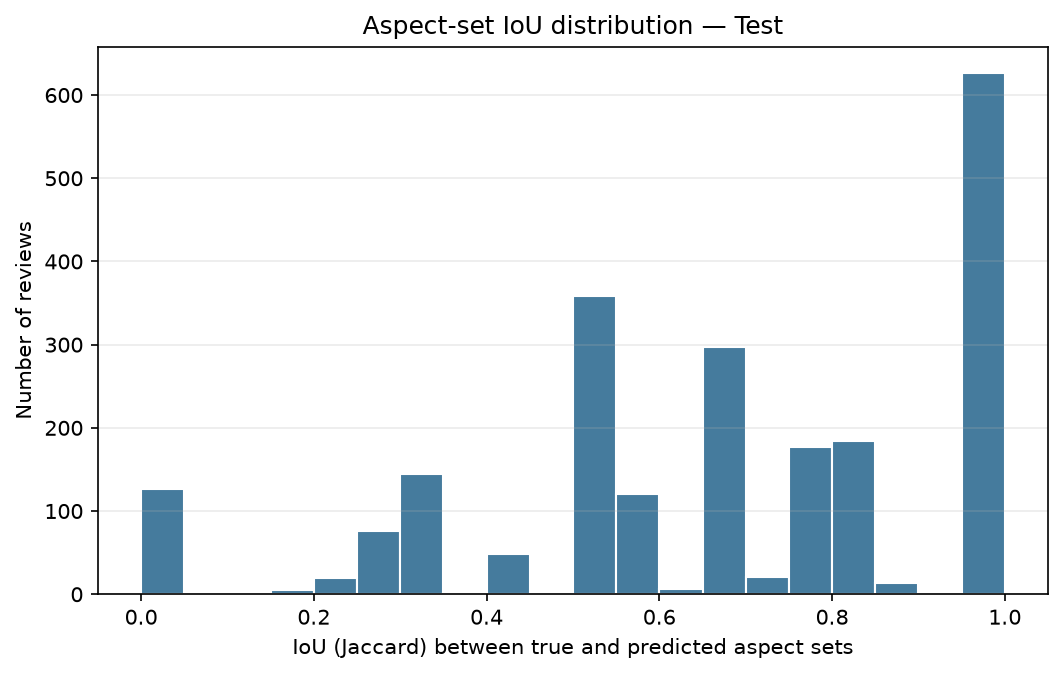 Aspect-set IoU distribution — Test
Number of reviews
600
500
400
300
200
100
0
0.0 0.2 0.4 0.6 0.8 1.0
IoU (Jaccard) between true and predicted aspect sets